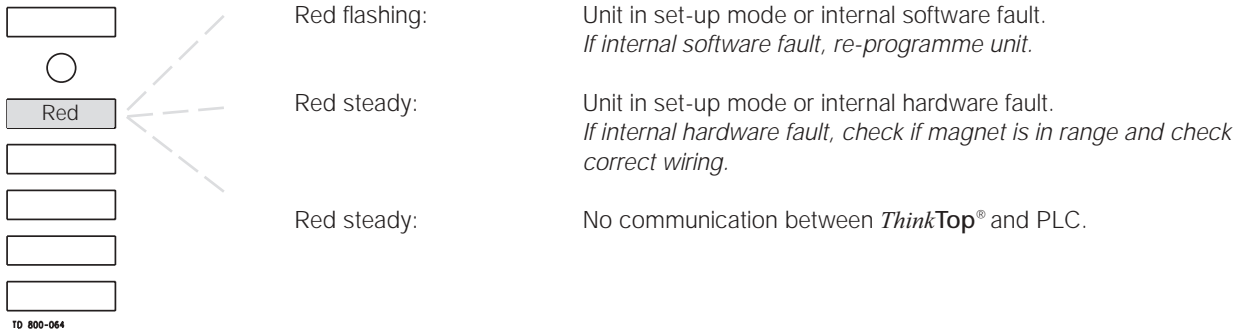 Red flashing: Unit in set-up mode or internal software fault.
If internal software fault, re-programme unit.
Red
Red steady: Unit in set-up mode or internal hardware fault.
If internal hardware fault, check if magnet is in range and check
correct wiring.
Red steady: No communication between ThinkTop® and PLC.
TD 800-064